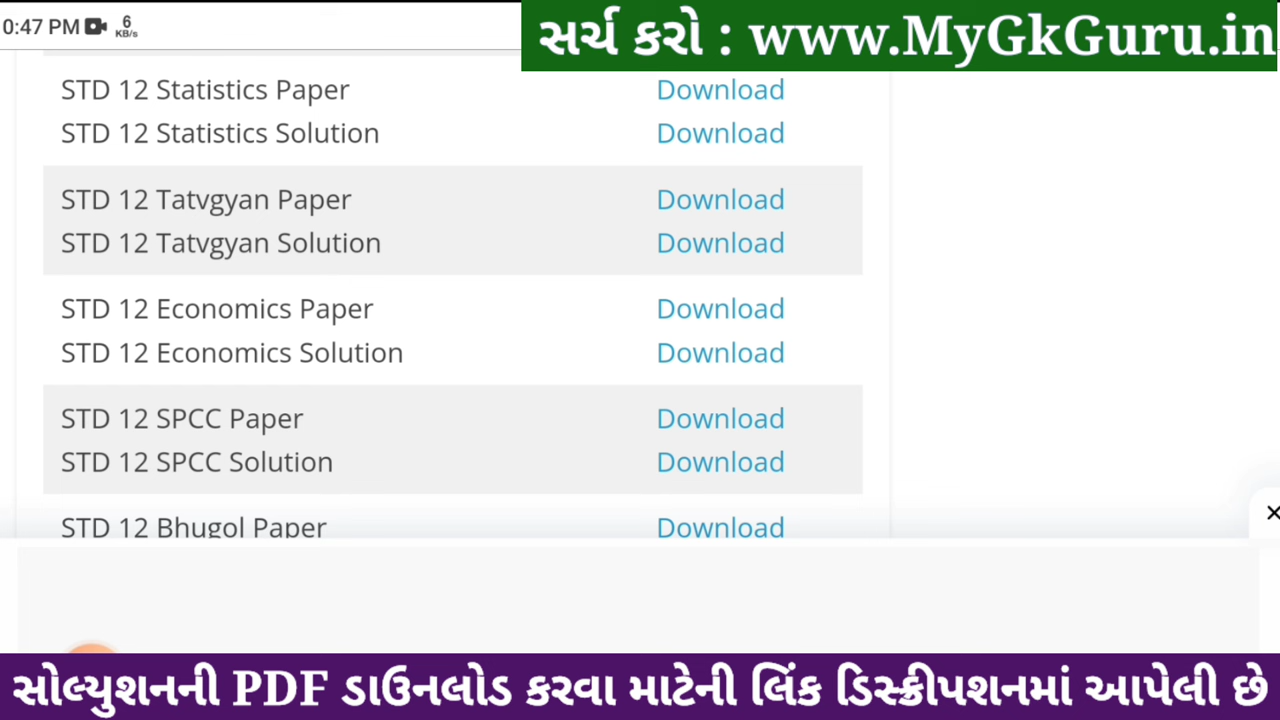 0:47 PM 6 KB/s
સર્ચ કરો : www.MyGkGuru.in
STD 12 Statistics Paper Download
STD 12 Statistics Solution Download
STD 12 Tatvgyan Paper Download
STD 12 Tatvgyan Solution Download
STD 12 Economics Paper Download
STD 12 Economics Solution Download
STD 12 SPCC Paper Download
STD 12 SPCC Solution Download
STD 12 Bhugol Paper Download
સોલ્યુશનની PDF ડાઉનલોડ કરવા માટેની લિંક ડિસ્ક્રીપશનમાં આપેલી છે